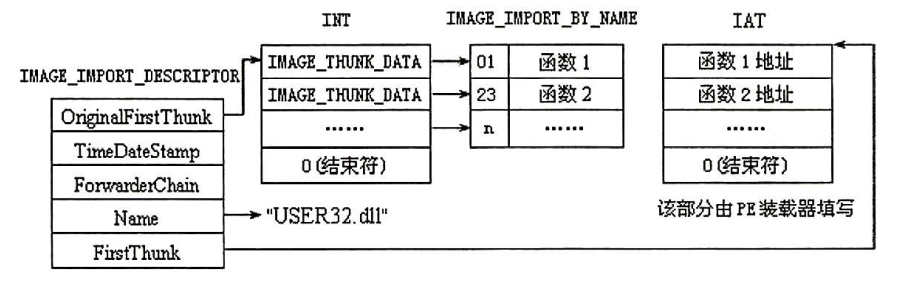 INT
IMAGE_IMPORT_BY_NAME
IAT
IMAGE_IMPORT_DESCRIPTOR
OriginalFirstThunk
TimeDateStamp
ForwarderChain
Name
FirstThunk
"USER32.dll"
IMAGE_THUNK_DATA
IMAGE_THUNK_DATA
······
0(结束符)
01 函数1
23 函数2
n ······
函数1地址
函数2地址
······
0(结束符)
该部分由PE装载器填写